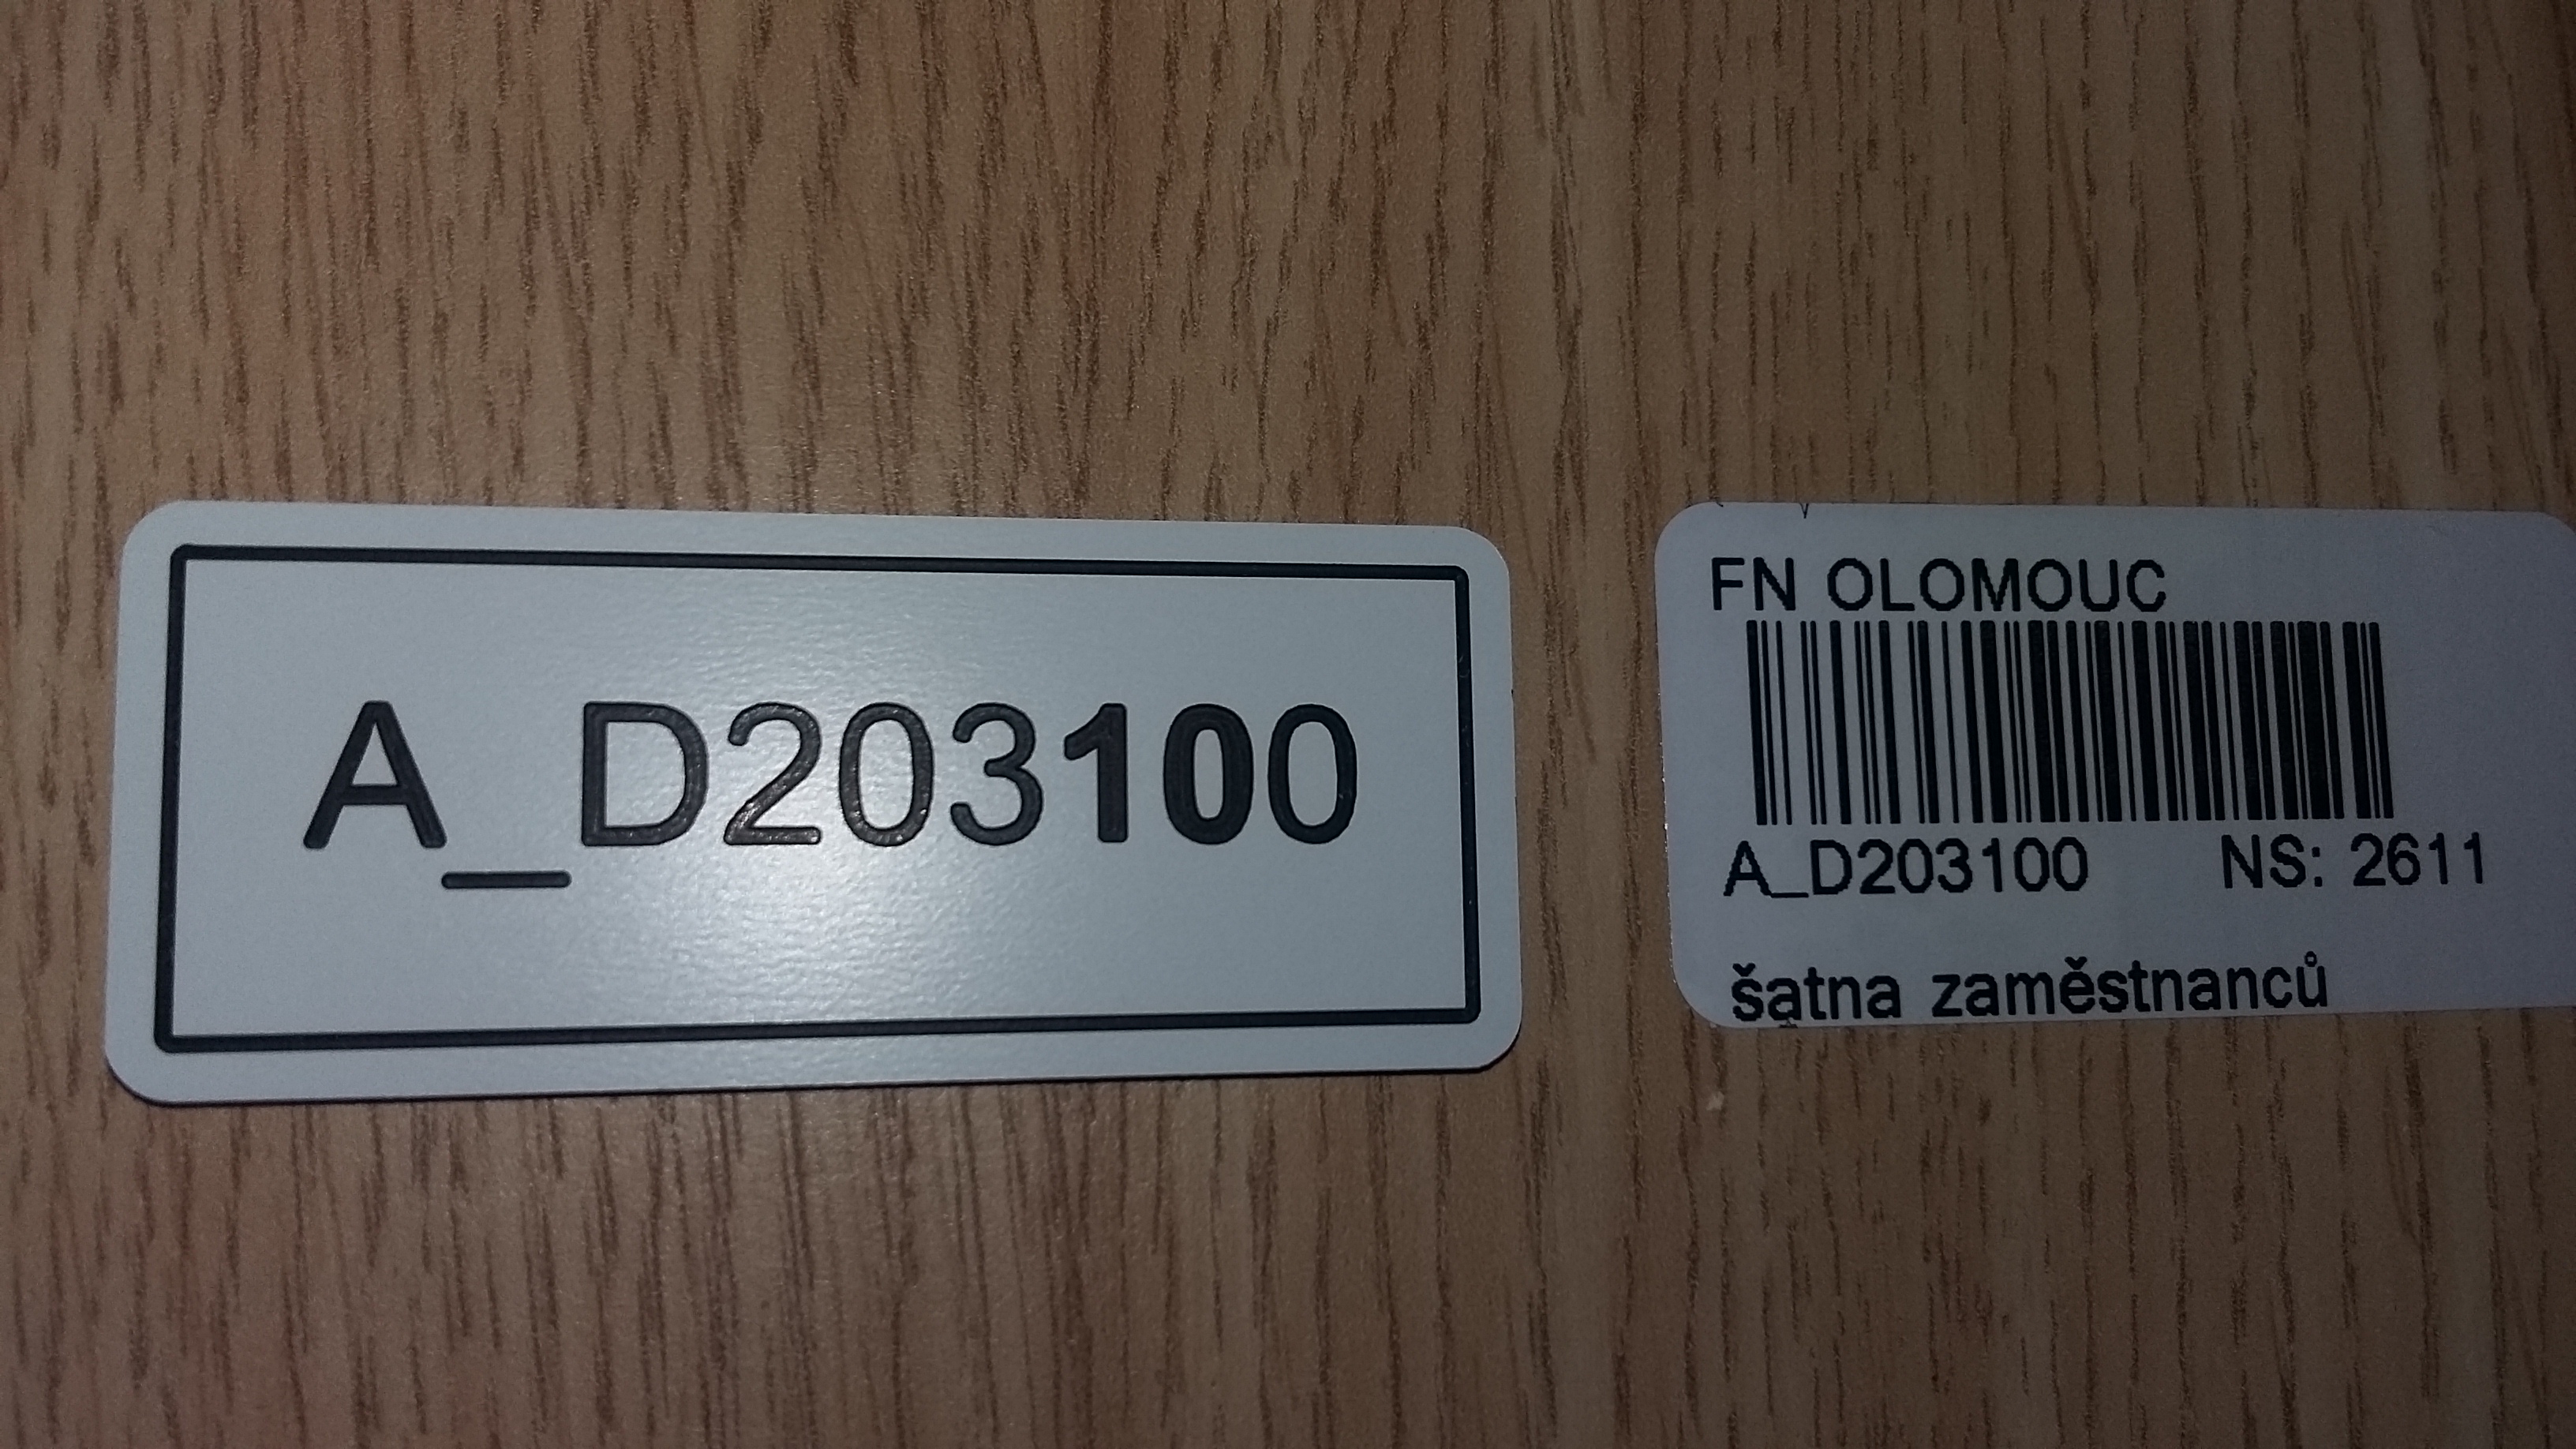 A_D203100
FN OLOMOUC
A_D203100 NS: 2611
šatna zaměstnanců